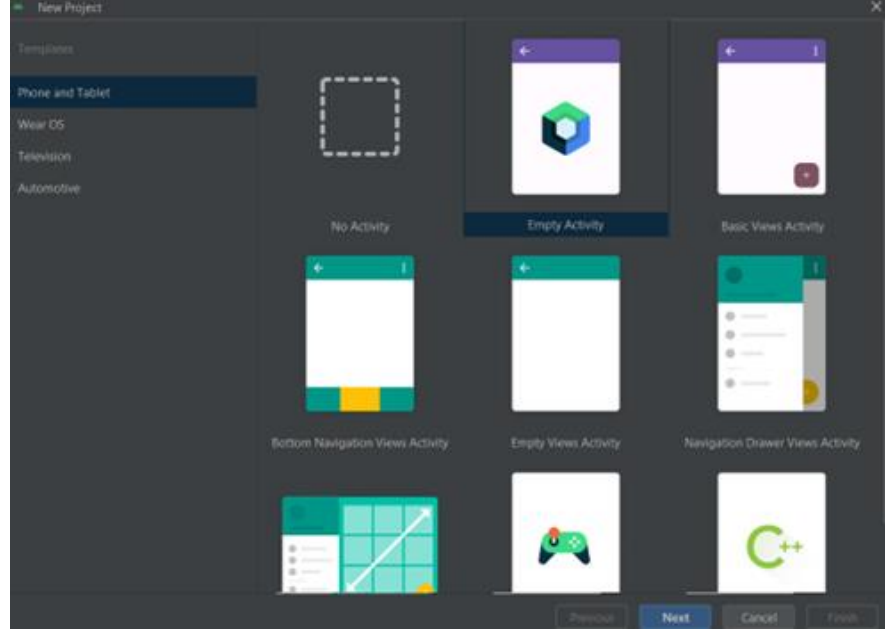 New Project
Templates
Phone and Tablet
Wear OS
Television
Automotive
No Activity
Empty Activity
Basic Views Activity
Bottom Navigation Views Activity
Empty Views Activity
Navigation Drawer Views Activity
C++
Previous
Next
Cancel
Finish